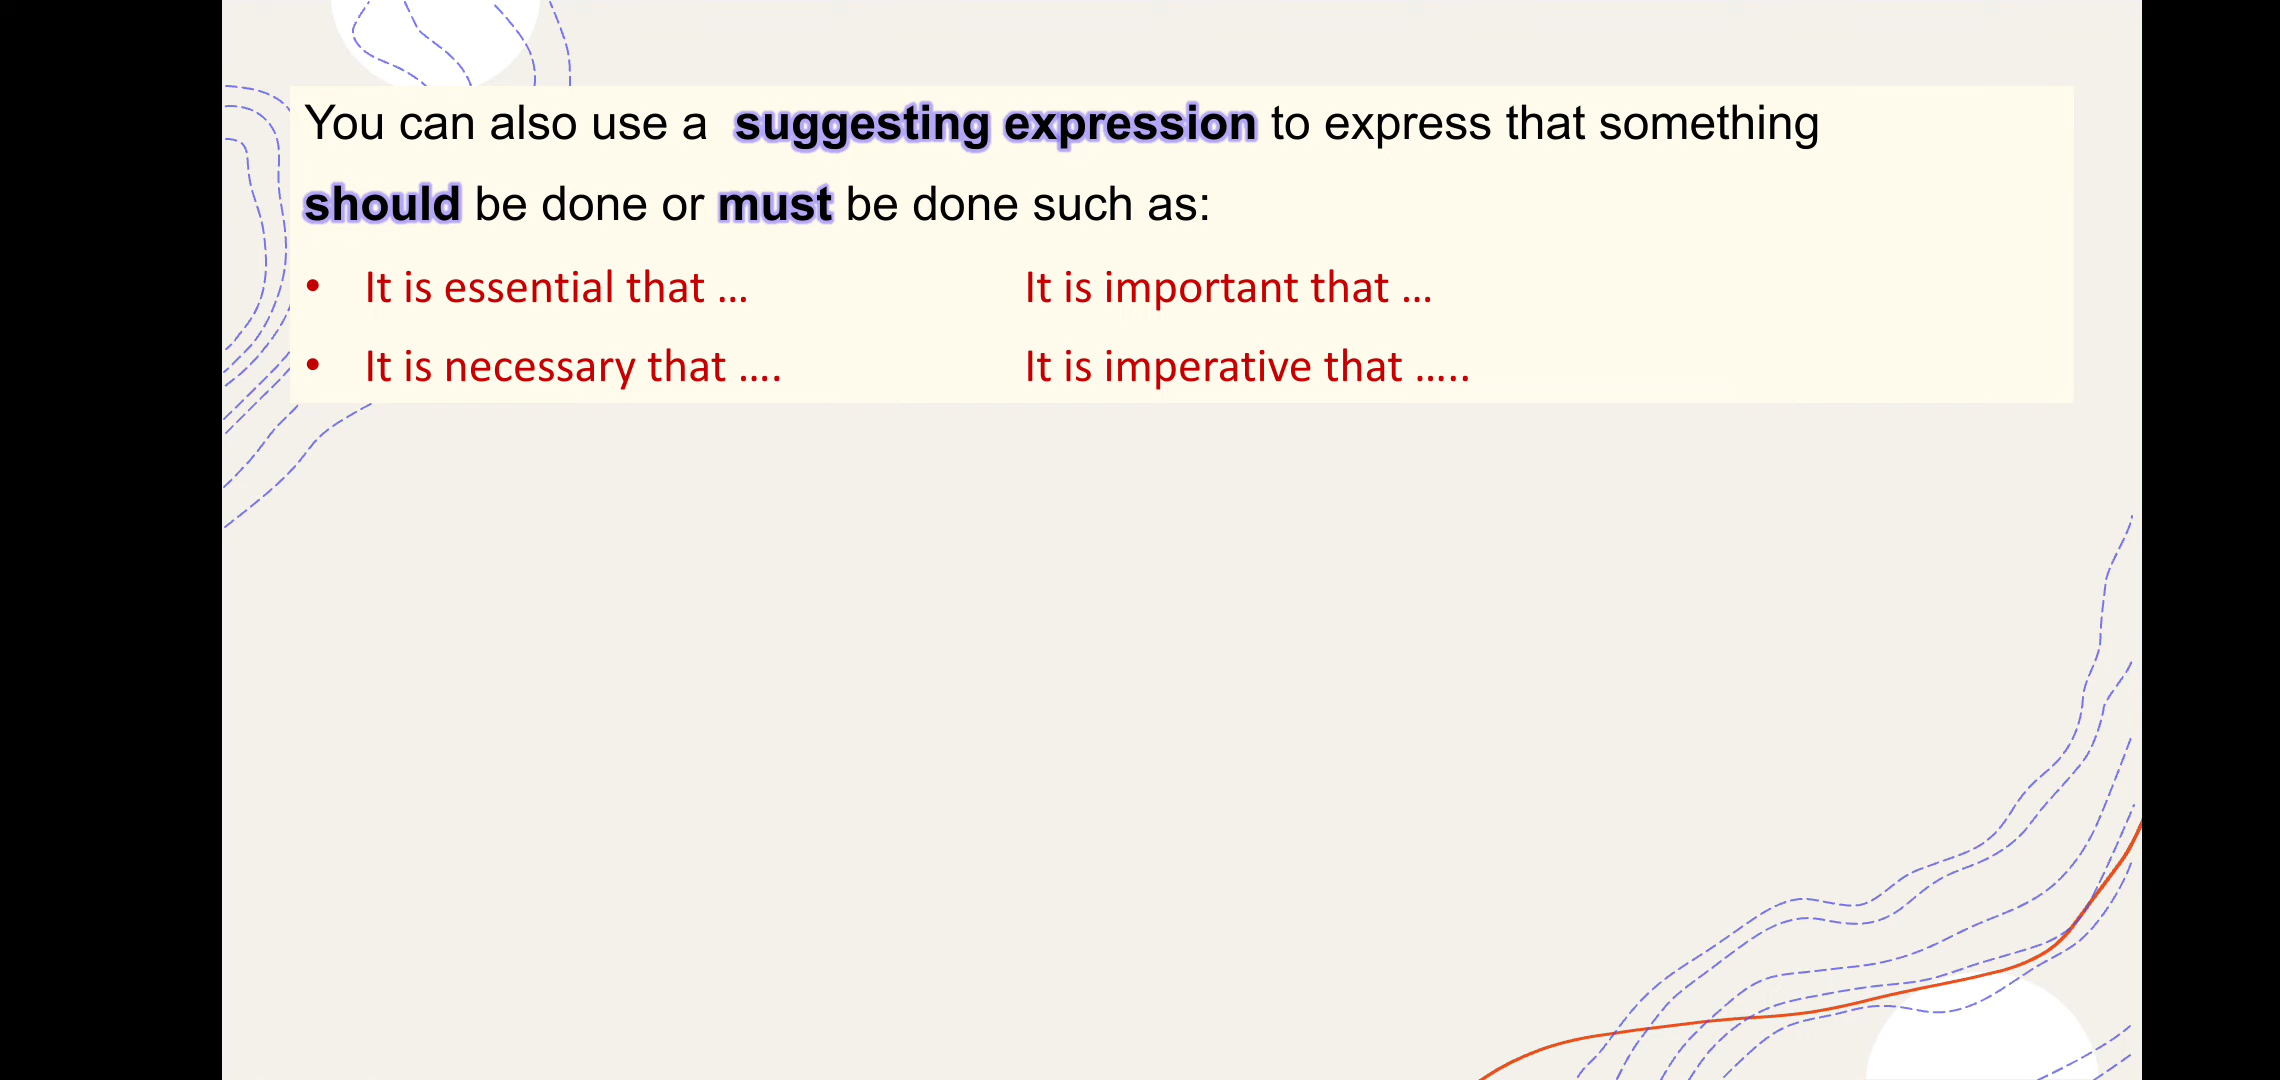 You can also use a suggesting expression to express that something
should be done or must be done such as:
• It is essential that ... It is important that ...
• It is necessary that .... It is imperative that .....